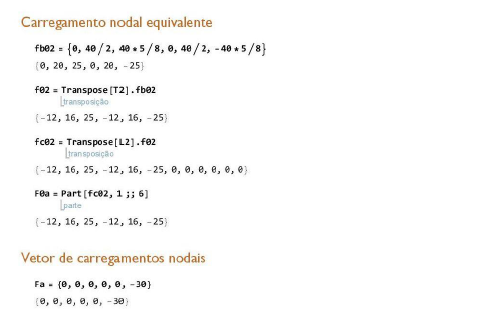 Carregamento nodal equivalente
fb02 = {0, 40 / 2, 40 * 5 / 8, 0, 40 / 2, -40 * 5 / 8}
{0, 20, 25, 0, 20, -25}
f02 = Transpose[T2].fb02
transposição
{-12, 16, 25, -12, 16, -25}
fc02 = Transpose[L2].f02
transposição
{-12, 16, 25, -12, 16, -25, 0, 0, 0, 0, 0, 0}
F0a = Part[fc02, 1 ;; 6]
parte
{-12, 16, 25, -12, 16, -25}
Vetor de carregamentos nodais
Fa = {0, 0, 0, 0, 0, -30}
{0, 0, 0, 0, 0, -30}